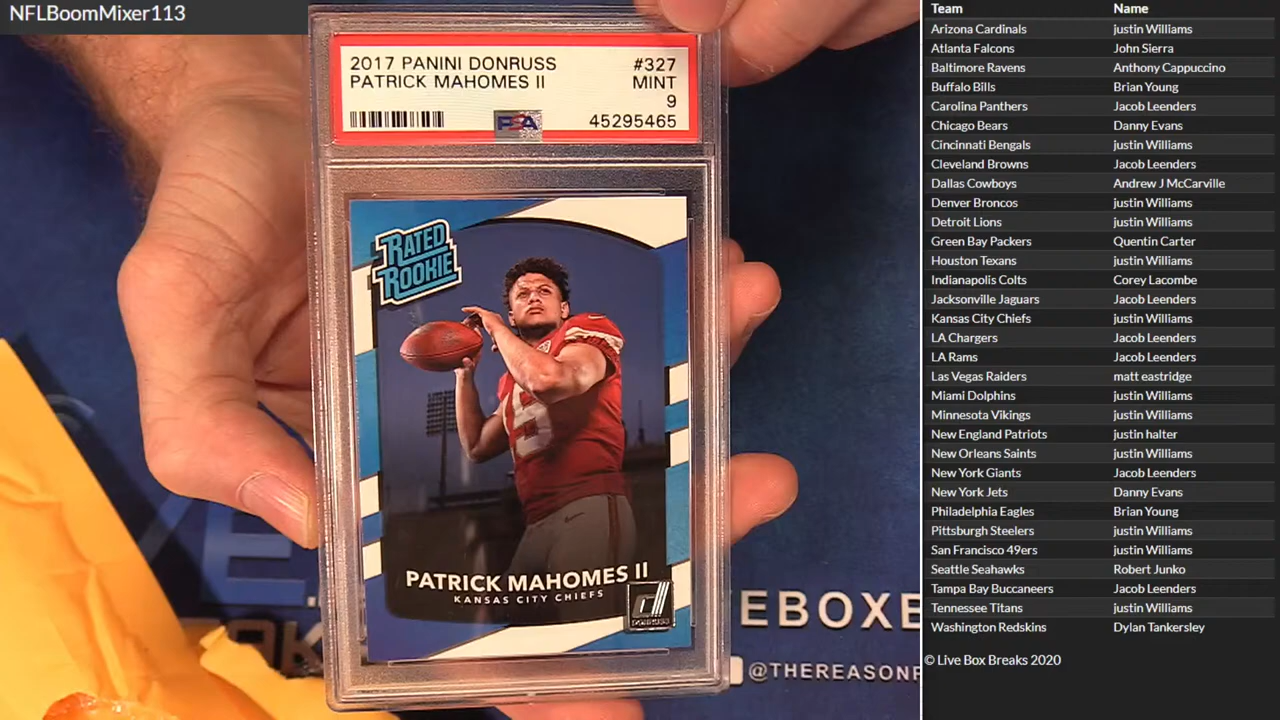 NFLBoomMixer113
2017 PANINI DONRUSS #327
PATRICK MAHOMES II MINT
9
PSA 45295465
RATED
ROOKIE
PATRICK MAHOMES II
KANSAS CITY CHIEFS
DONRUSS
EBOXE
@THEREASONF
Team Name
Arizona Cardinals justin Williams
Atlanta Falcons John Sierra
Baltimore Ravens Anthony Cappuccino
Buffalo Bills Brian Young
Carolina Panthers Jacob Leenders
Chicago Bears Danny Evans
Cincinnati Bengals justin Williams
Cleveland Browns Jacob Leenders
Dallas Cowboys Andrew J McCarville
Denver Broncos justin Williams
Detroit Lions justin Williams
Green Bay Packers Quentin Carter
Houston Texans justin Williams
Indianapolis Colts Corey Lacombe
Jacksonville Jaguars Jacob Leenders
Kansas City Chiefs justin Williams
LA Chargers Jacob Leenders
LA Rams Jacob Leenders
Las Vegas Raiders matt eastridge
Miami Dolphins justin Williams
Minnesota Vikings justin Williams
New England Patriots justin halter
New Orleans Saints justin Williams
New York Giants Jacob Leenders
New York Jets Danny Evans
Philadelphia Eagles Brian Young
Pittsburgh Steelers justin Williams
San Francisco 49ers justin Williams
Seattle Seahawks Robert Junko
Tampa Bay Buccaneers Jacob Leenders
Tennessee Titans justin Williams
Washington Redskins Dylan Tankersley
© Live Box Breaks 2020